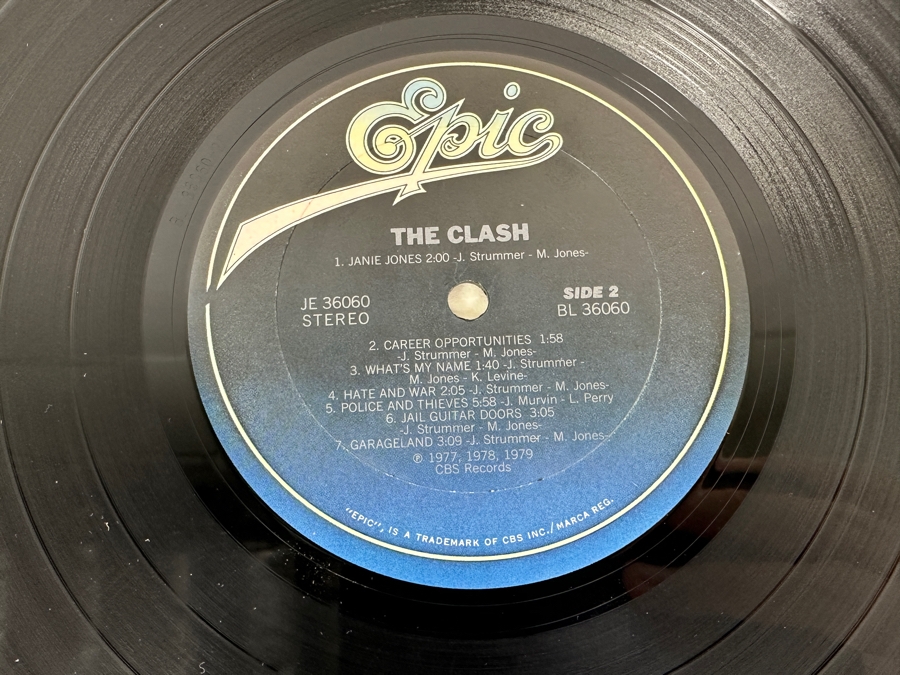 Epic
THE CLASH
1. JANIE JONES 2:00 -J. Strummer - M. Jones-
JE 36060
STEREO
SIDE 2
BL 36060
2. CAREER OPPORTUNITIES 1:58
-J. Strummer - M. Jones-
3. WHAT'S MY NAME 1:40 -J. Strummer -
M. Jones - K. Levine-
4. HATE AND WAR 2:05 -J. Strummer - M. Jones-
5. POLICE AND THIEVES 5:58 -J. Murvin - L. Perry
6. JAIL GUITAR DOORS 3:05
-J. Strummer - M. Jones-
7. GARAGELAND 3:09 -J. Strummer - M. Jones-
℗ 1977, 1978, 1979
CBS Records
"EPIC", IS A TRADEMARK OF CBS INC./MARCA REG.